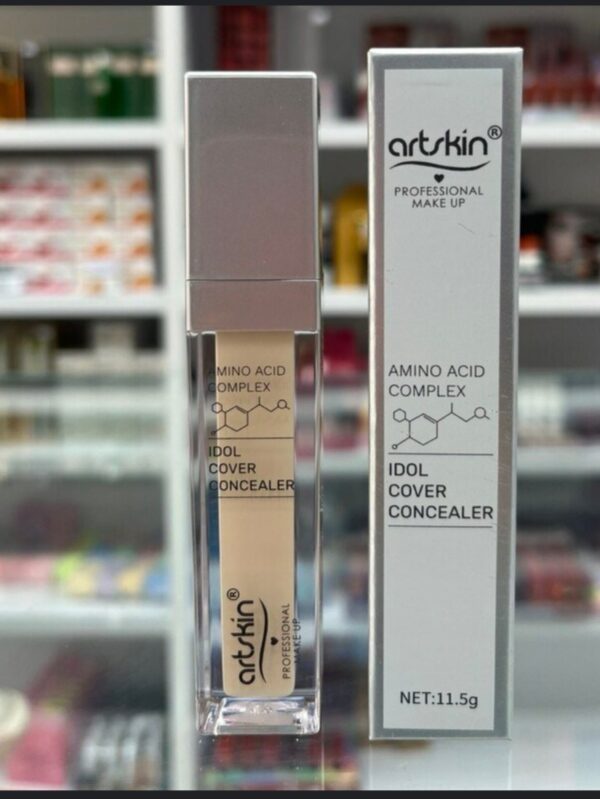 AMINO ACID
COMPLEX
IDOL
COVER
CONCEALER
artskin®
PROFESSIONAL
MAKE UP
artskin®
PROFESSIONAL
MAKE UP
AMINO ACID
COMPLEX
IDOL
COVER
CONCEALER
NET:11.5g